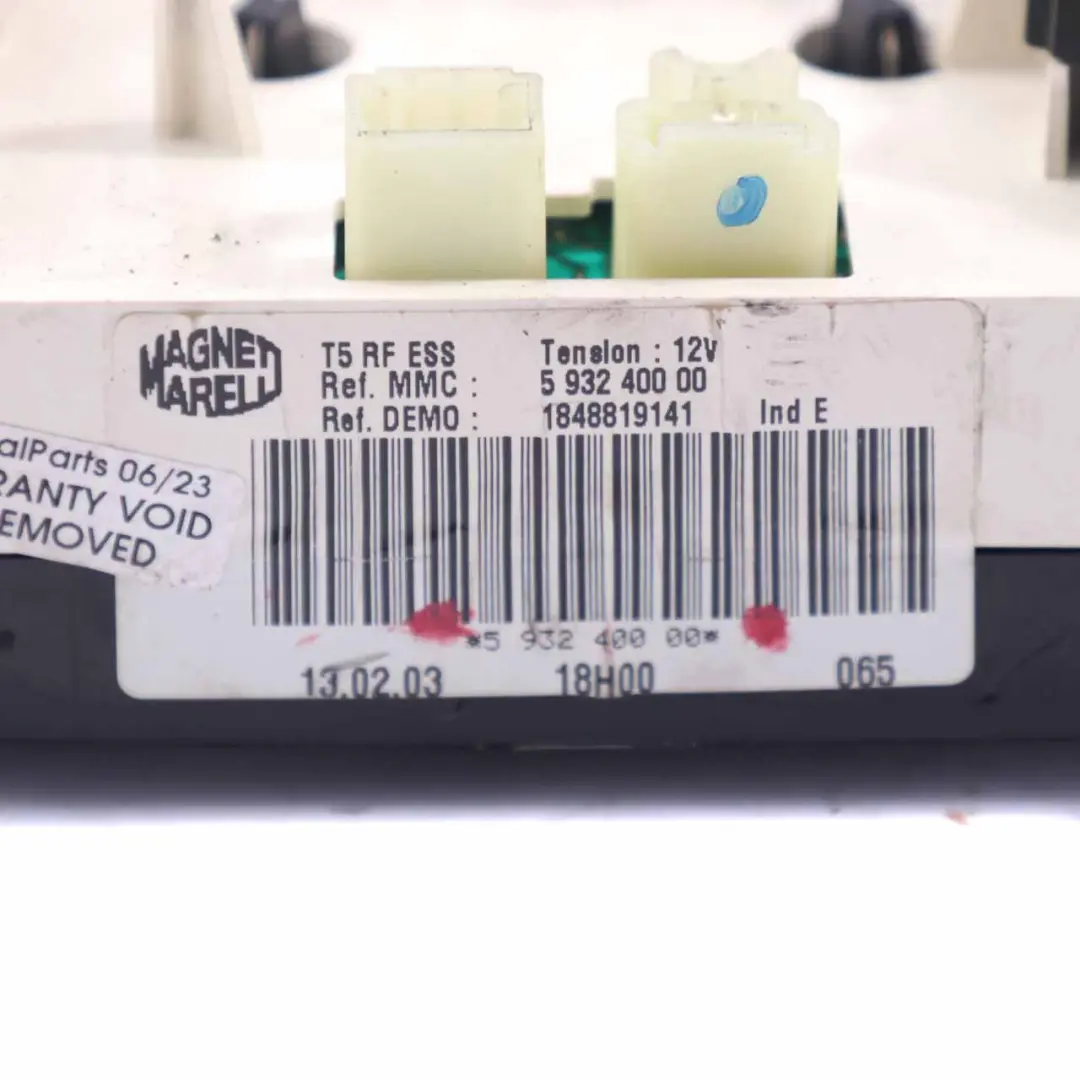 MAGNETI
MARELLI
T5 RF ESS
Tension : 12V
Ref. MMC :
5 932 400 00
Ref. DEMO :
1848819141
Ind E
alParts 06/23
RANTY VOID
EMOVED
*5 932 400 00*
13.02.03
18H00
065